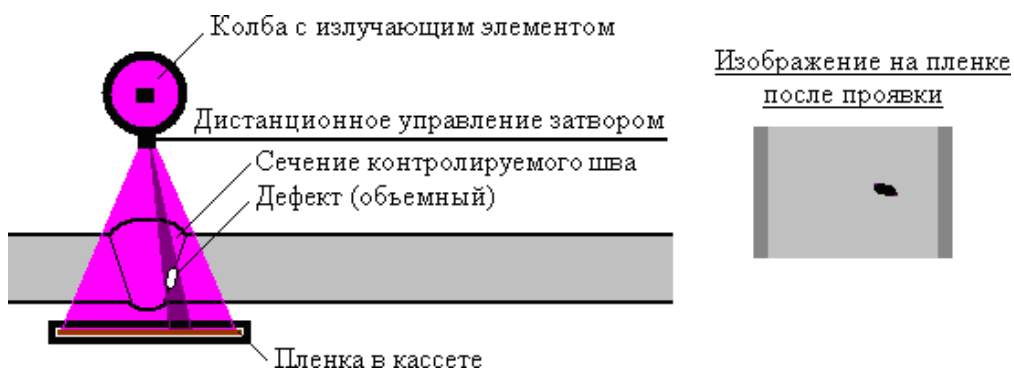 Колба с излучающим элементом
Дистанционное управление затвором
Сечение контролируемого шва
Дефект (объемный)
Пленка в кассете
Изображение на пленке
после проявки